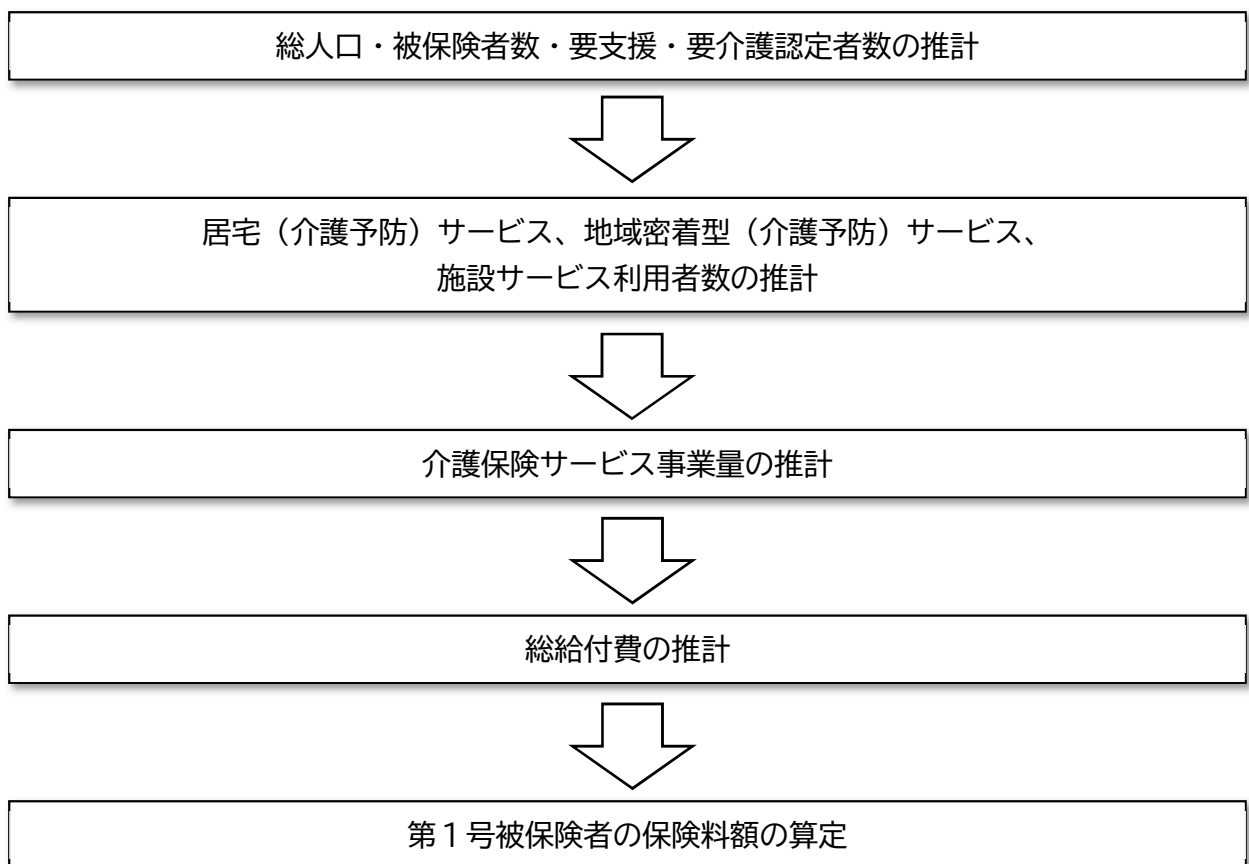 総人口・被保険者数・要支援・要介護認定者数の推計
居宅（介護予防）サービス、地域密着型（介護予防）サービス、
施設サービス利用者数の推計
介護保険サービス事業量の推計
総給付費の推計
第１号被保険者の保険料額の算定